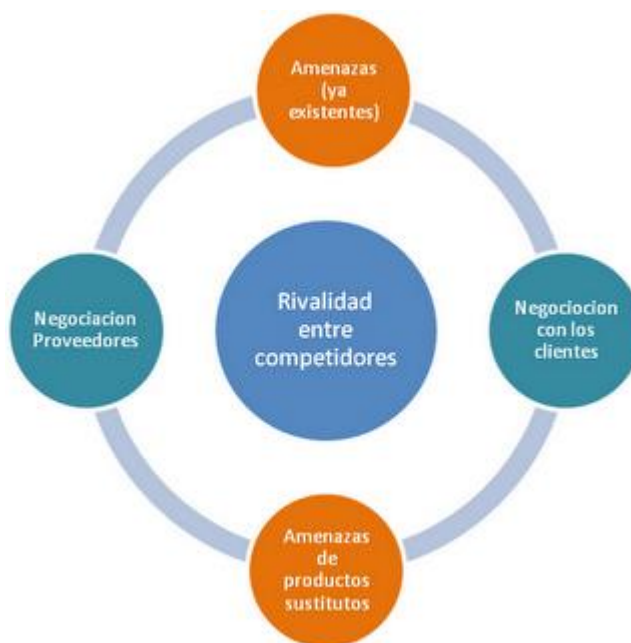 Amenazas
(ya
existentes)
Negociacion
Proveedores
Rivalidad
entre
competidores
Negociocion
con los
clientes
Amenazas
de
productos
sustitutos